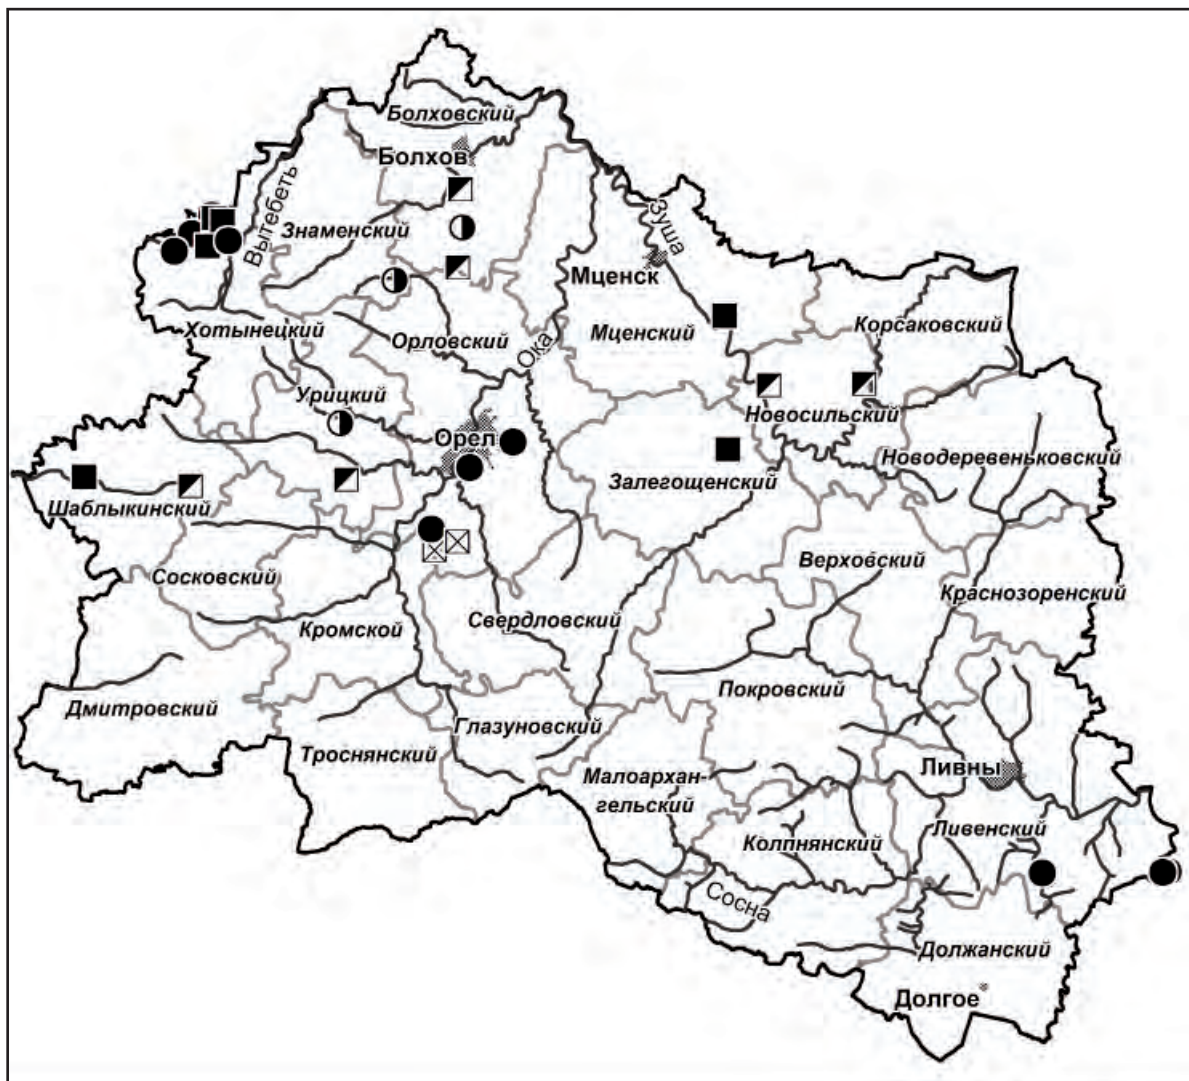 Болховский
Болхов
Вытебеть
Знаменский
Зуша
Мценск
Хотынецкий
Орловский
Ока
Мценский
Корсаковский
Урицкий
Новосильский
Орел
Залегощенский
Новодеревеньковский
Шаблыкинский
Сосковский
Верховский
Краснозоренский
Кромской
Свердловский
Дмитровский
Покровский
Троснянский
Глазуновский
Малоархан-
гельский
Ливны
Колпнянский
Ливенский
Сосна
Должанский
Долгое